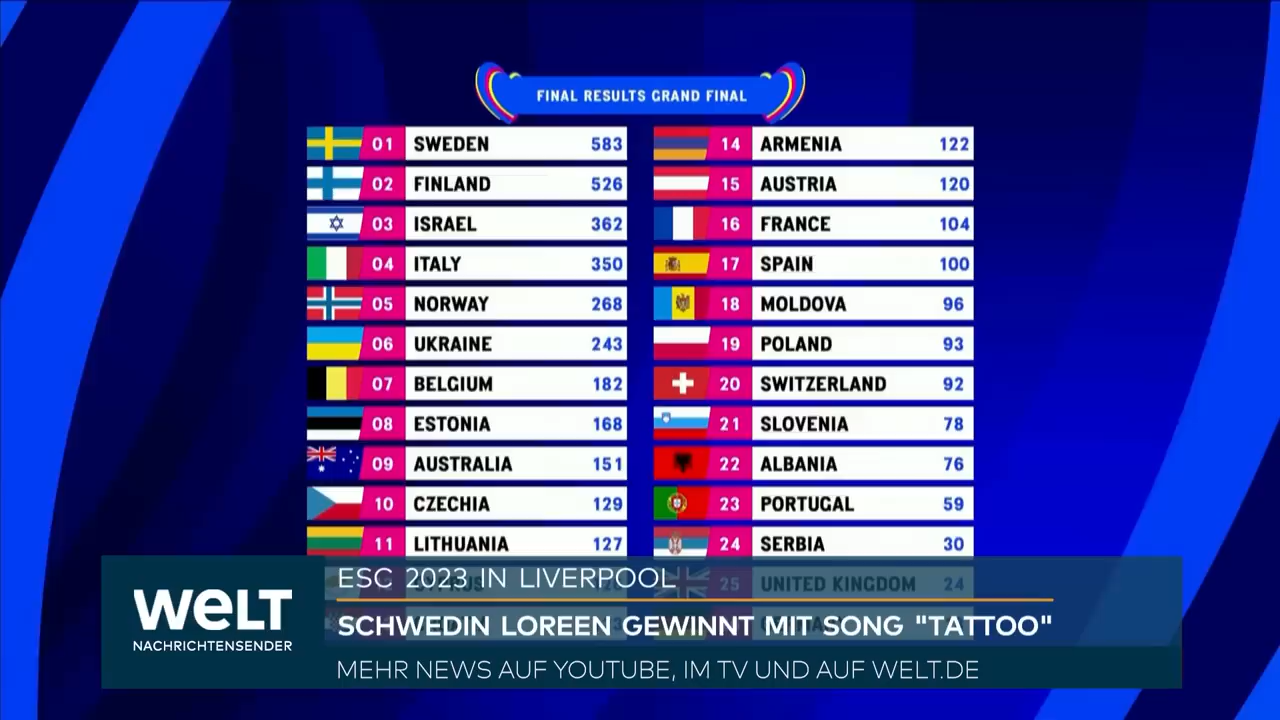 FINAL RESULTS GRAND FINAL
01 SWEDEN 583
02 FINLAND 526
03 ISRAEL 362
04 ITALY 350
05 NORWAY 268
06 UKRAINE 243
07 BELGIUM 182
08 ESTONIA 168
09 AUSTRALIA 151
10 CZECHIA 129
11 LITHUANIA 127
14 ARMENIA 122
15 AUSTRIA 120
16 FRANCE 104
17 SPAIN 100
18 MOLDOVA 96
19 POLAND 93
20 SWITZERLAND 92
21 SLOVENIA 78
22 ALBANIA 76
23 PORTUGAL 59
24 SERBIA 30
25 UNITED KINGDOM 24
welt
NACHRICHTENSENDER
ESC 2023 IN LIVERPOOL
SCHWEDIN LOREEN GEWINNT MIT SONG "TATTOO"
MEHR NEWS AUF YOUTUBE, IM TV UND AUF WELT.DE